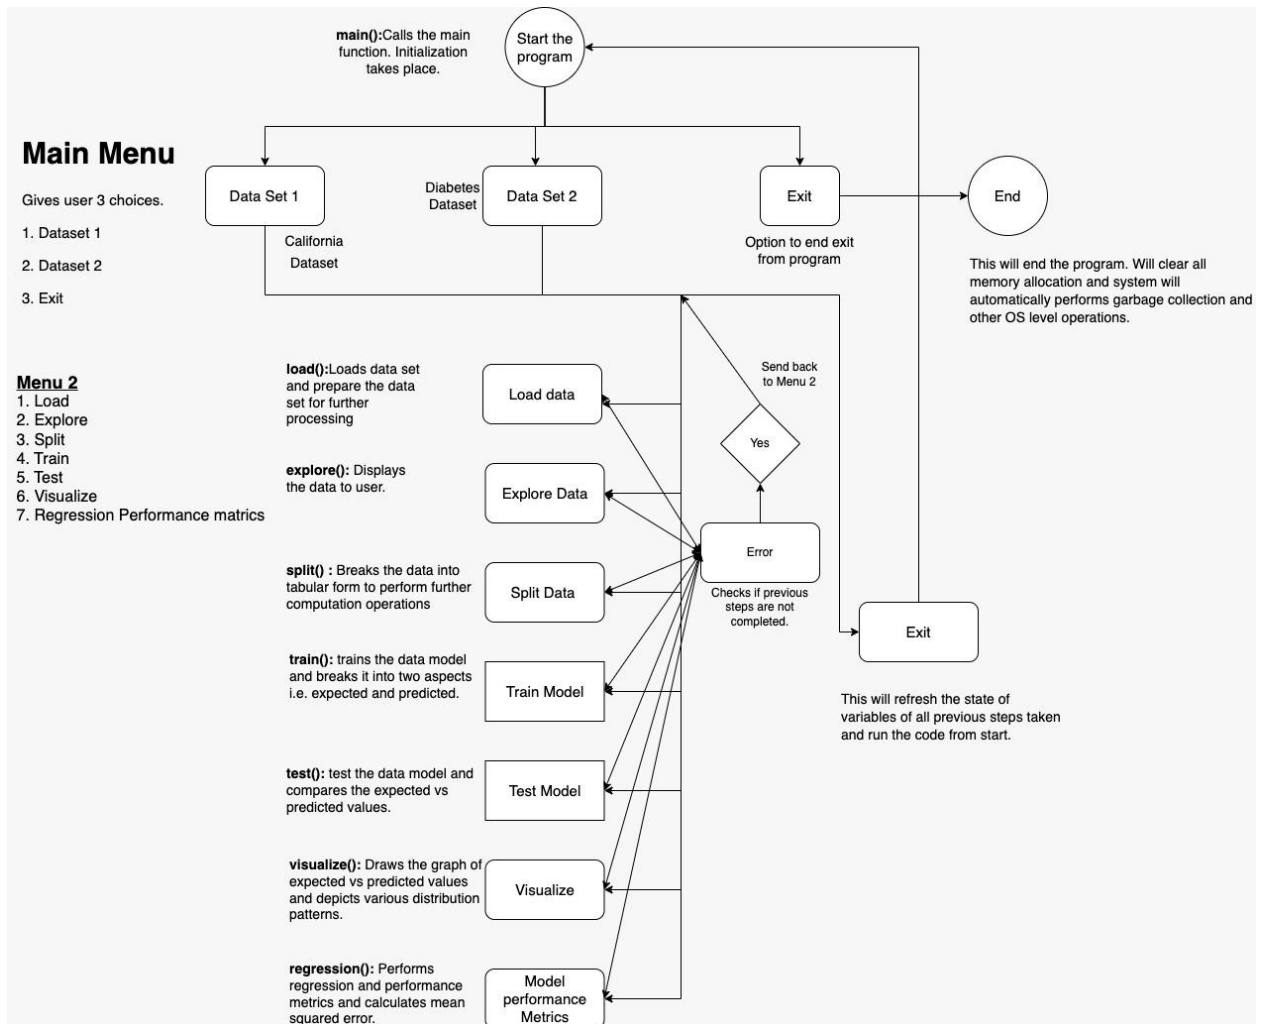 main():Calls the main
function. Initialization
takes place.
Start the
program
Main Menu
Gives user 3 choices.
1. Dataset 1
2. Dataset 2
3. Exit
Data Set 1
California
Dataset
Diabetes
Dataset
Data Set 2
Exit
Option to end exit
from program
End
This will end the program. Will clear all
memory allocation and system will
automatically performs garbage collection and
other OS level operations.
Menu 2
1. Load
2. Explore
3. Split
4. Train
5. Test
6. Visualize
7. Regression Performance matrics
load():Loads data set
and prepare the data
set for further
processing
Load data
Send back
to Menu 2
Yes
explore(): Displays
the data to user.
Explore Data
Error
Checks if previous
steps are not
completed.
split() : Breaks the data into
tabular form to perform further
computation operations
Split Data
Exit
This will refresh the state of
variables of all previous steps taken
and run the code from start.
train(): trains the data model
and breaks it into two aspects
i.e. expected and predicted.
Train Model
test(): test the data model and
compares the expected vs
predicted values.
Test Model
visualize(): Draws the graph of
expected vs predicted values
and depicts various distribution
patterns.
Visualize
regression(): Performs
regression and performance
metrics and calculates mean
squared error.
Model
performance
Metrics